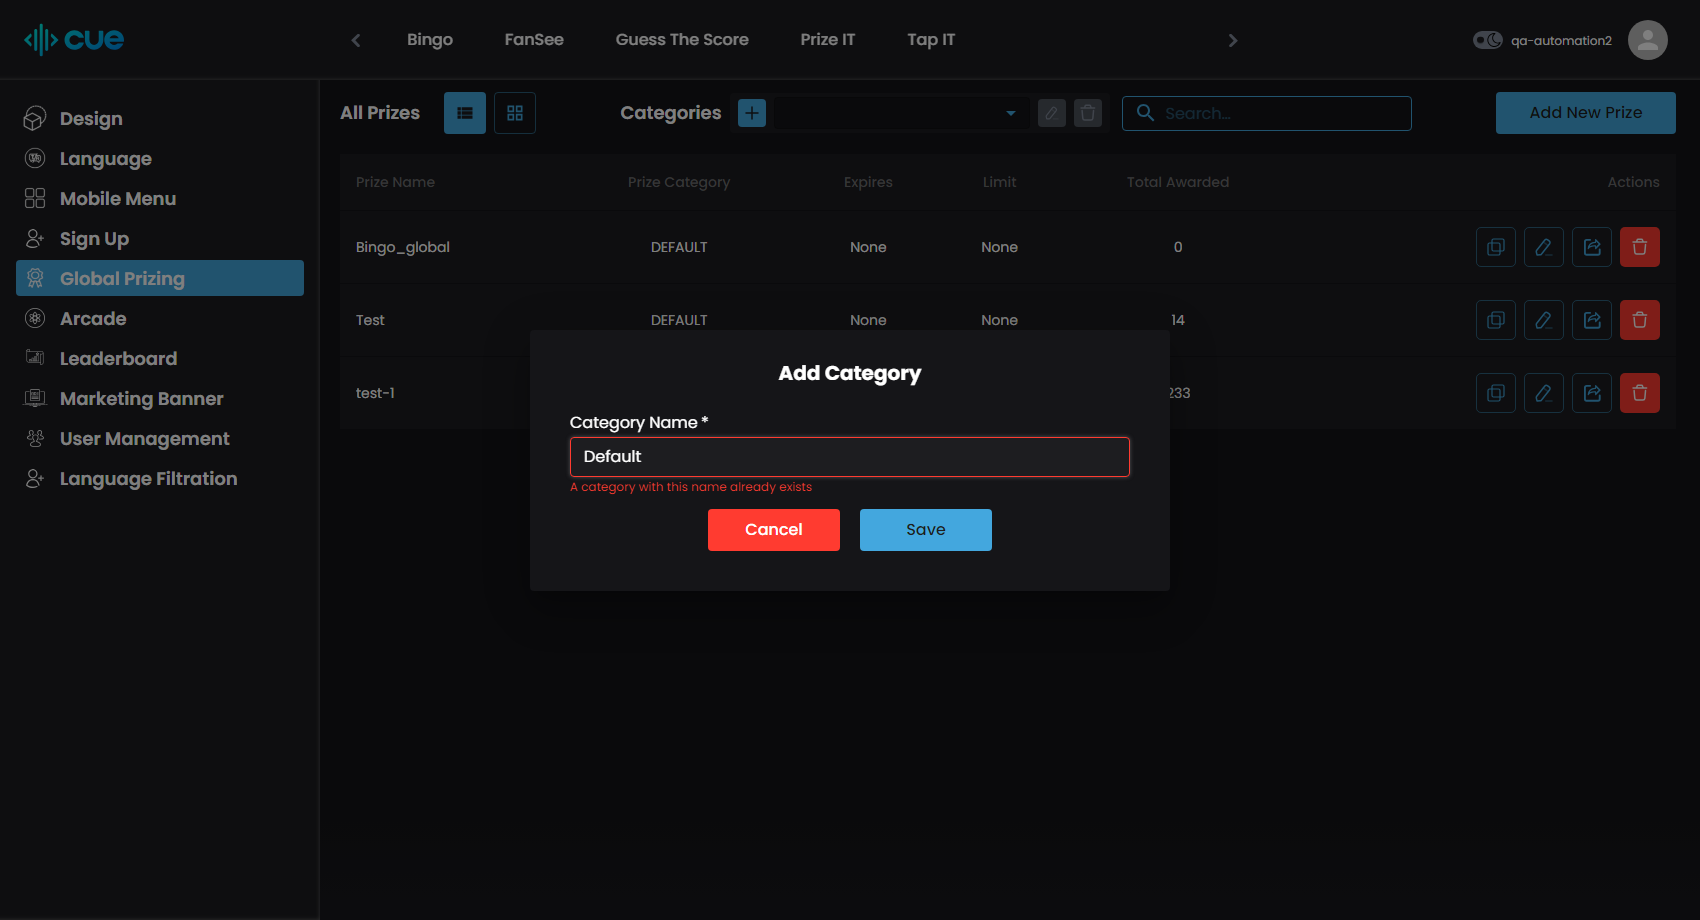 cue
Bingo FanSee Guess The Score Prize IT Tap IT
qa-automation2
Design
Language
Mobile Menu
Sign Up
Global Prizing
Arcade
Leaderboard
Marketing Banner
User Management
Language Filtration
All Prizes Categories Search... Add New Prize
Prize Name Prize Category Expires Limit Total Awarded Actions
Bingo_global DEFAULT None None 0
Test DEFAULT None None 14
test-1 233
Add Category
Category Name *
Default
A category with this name already exists
Cancel Save